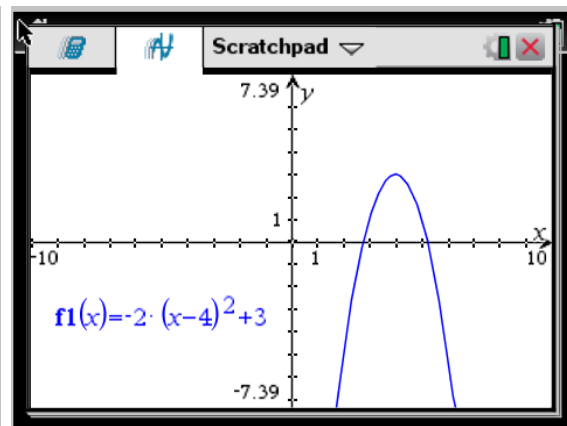 Scratchpad
7.39 y
1
x
-10 1 10
f1(x)=-2·(x-4)²+3
-7.39